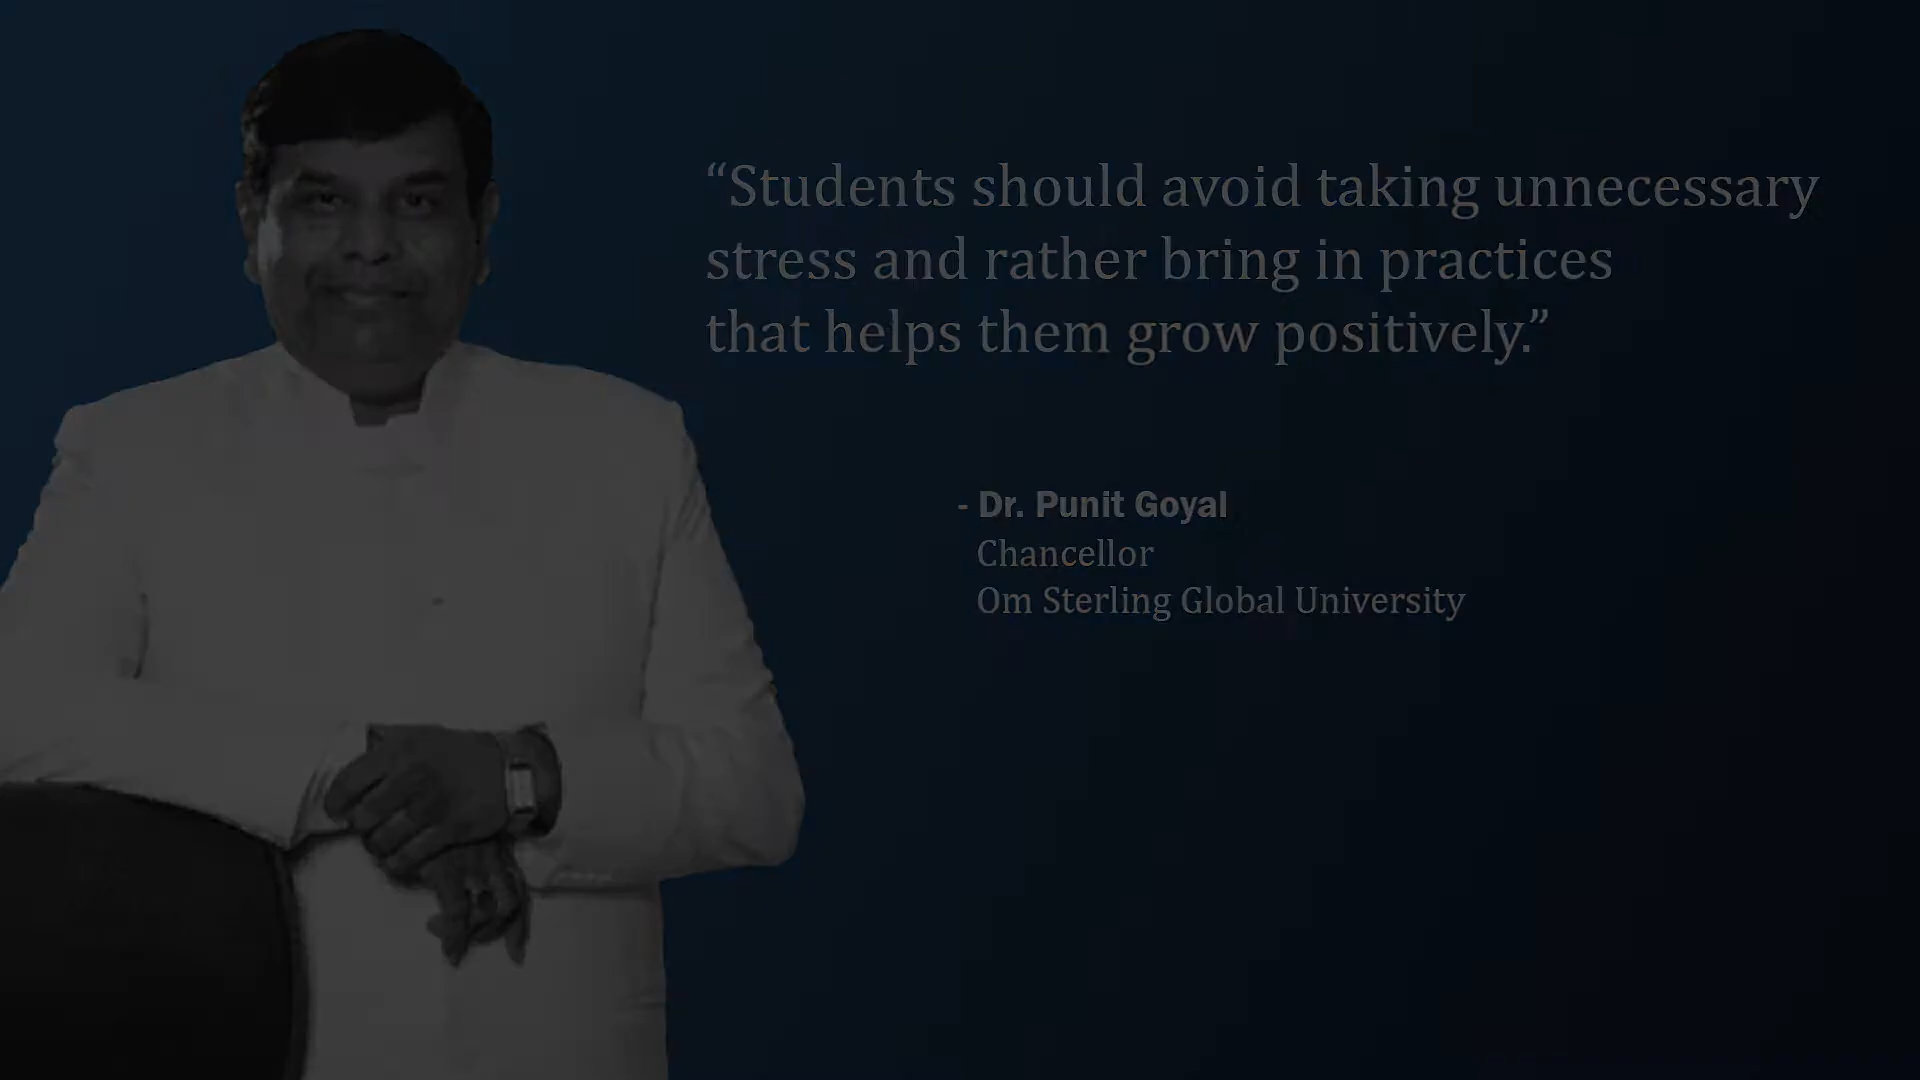 “Students should avoid taking unnecessary
stress and rather bring in practices
that helps them grow positively.”
- Dr. Punit Goyal
Chancellor
Om Sterling Global University